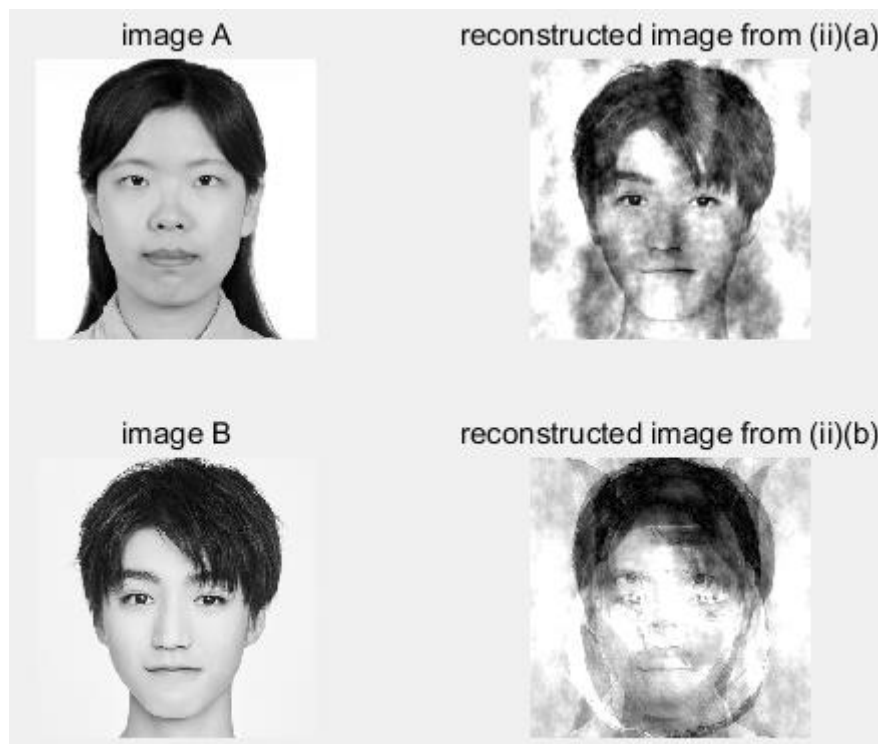 image A
reconstructed image from (ii)(a)
image B
reconstructed image from (ii)(b)